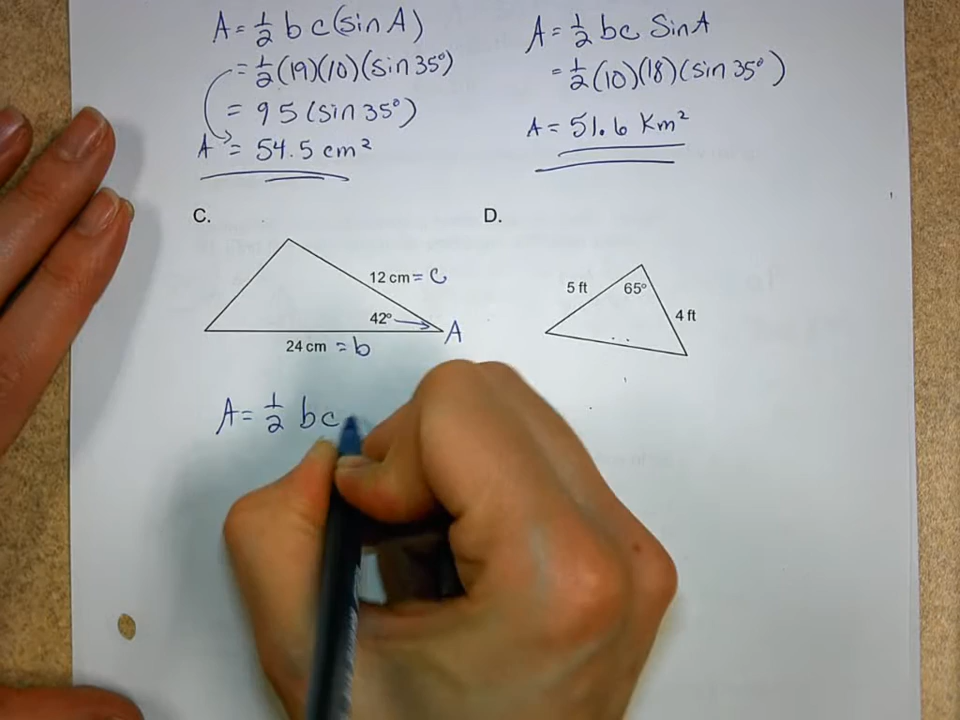 A = 1/2 b c (sin A)
= 1/2 (19)(10)(sin 35°)
= 95 (sin 35°)
A = 54.5 cm²
A = 1/2 bc Sin A
= 1/2 (10)(18)(sin 35°)
A = 51.6 Km²
C.
12 cm = c
42°
A
24 cm = b
A = 1/2 bc
D.
5 ft
65°
4 ft